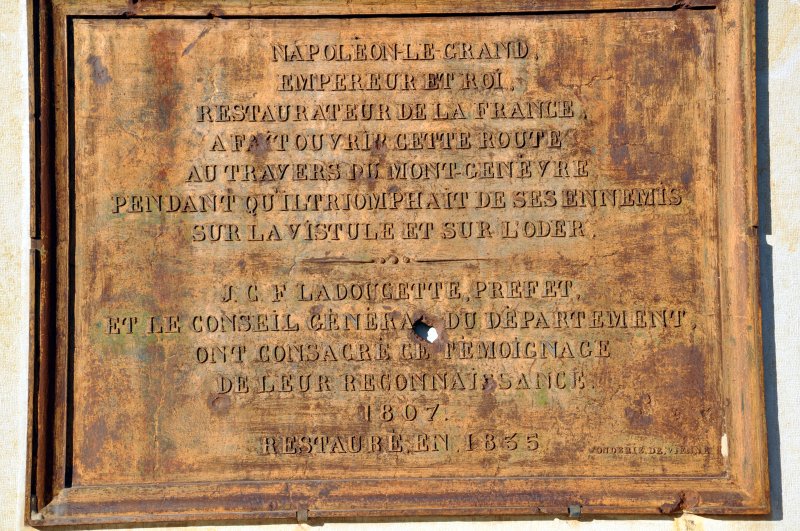 NAPOLÉON-LE-GRAND,
EMPEREUR ET ROI,
RESTAURATEUR DE LA FRANCE,
A FAIT OUVRIR CETTE ROUTE
AU TRAVERS DU MONT-GENÈVRE
PENDANT QU'IL TRIOMPHAIT DE SES ENNEMIS
SUR LA VISTULE ET SUR L'ODER.
J. C. F LADOUCETTE, PRÉFET,
ET LE CONSEIL GÉNÉRAL DU DÉPARTEMENT,
ONT CONSACRÉ CE TÉMOIGNAGE
DE LEUR RECONNAISSANCE.
1807.
RESTAURÉ, EN, 1835
FONDERIE. DE. VIENNE